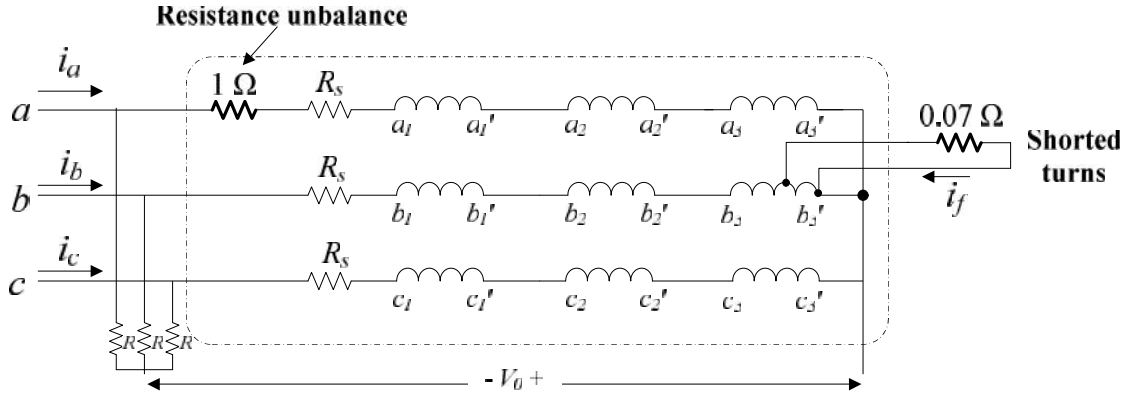 Resistance unbalance
i_a
1 Ω
R_s
a
a_1 a_1' a_2 a_2' a_3 a_3'
0.07 Ω
Shorted turns
i_b
R_s
b
b_1 b_1' b_2 b_2' b_3 b_3'
i_f
i_c
R_s
c
c_1 c_1' c_2 c_2' c_3 c_3'
R R R
- V_0 +